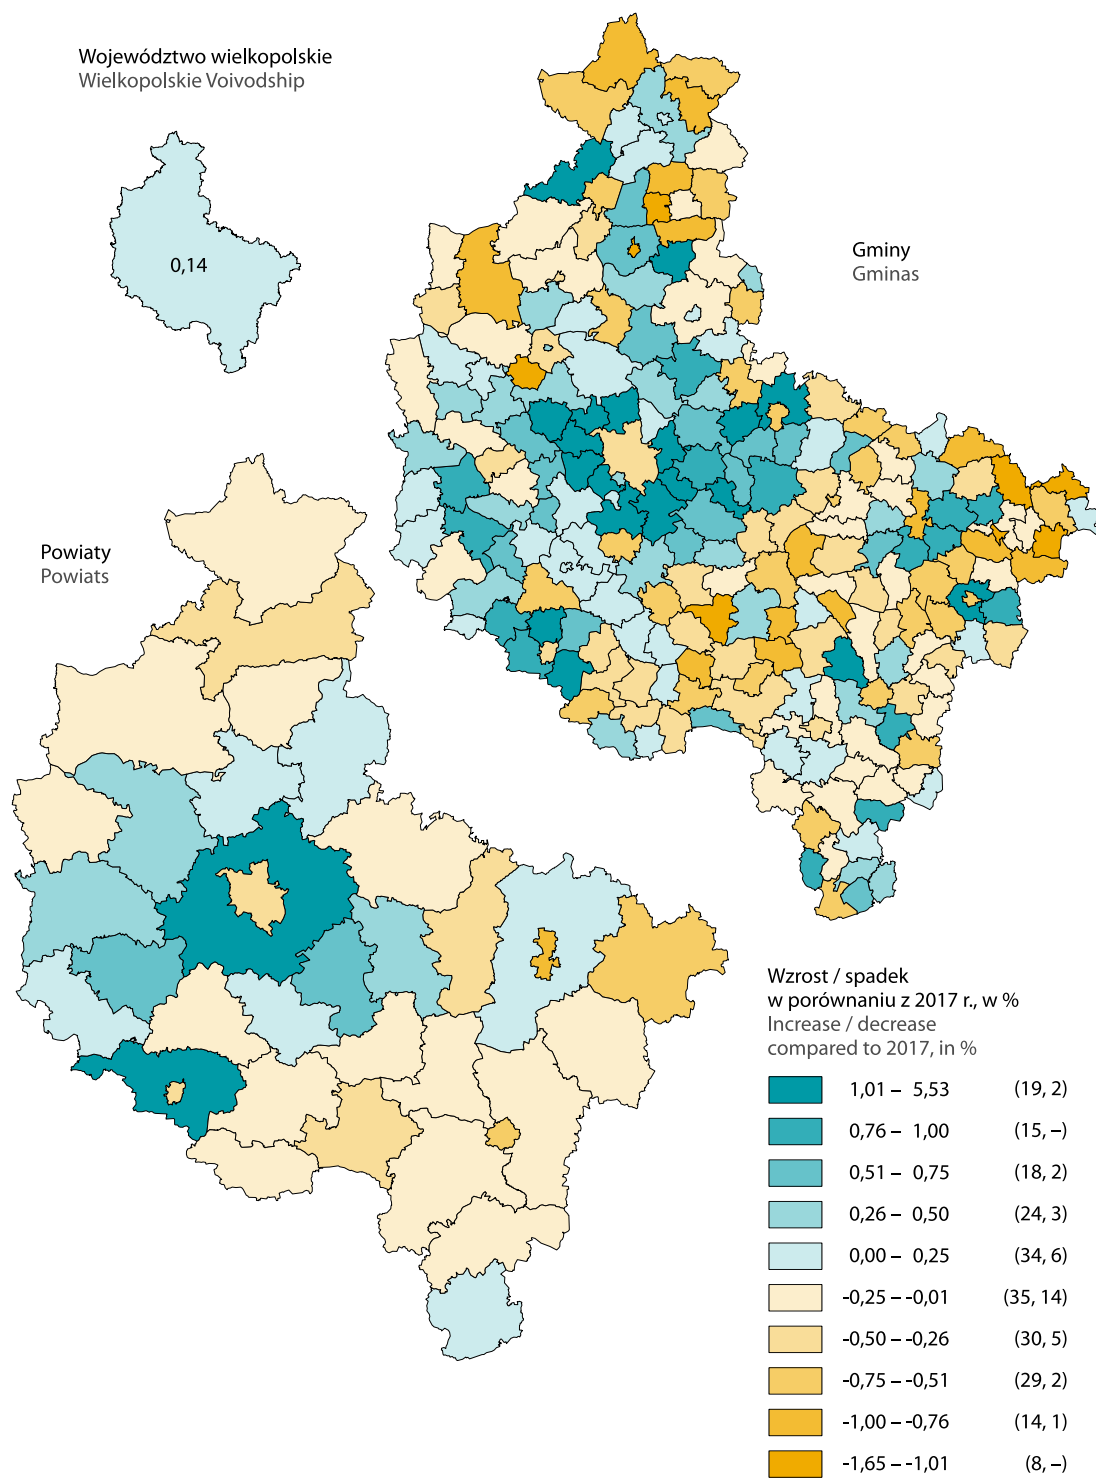 Województwo wielkopolskie
Wielkopolskie Voivodship
0,14
Gminy
Gminas
Powiaty
Powiats
Wzrost / spadek
w porównaniu z 2017 r., w %
Increase / decrease
compared to 2017, in %
1,01 – 5,53 (19, 2)
0,76 – 1,00 (15, –)
0,51 – 0,75 (18, 2)
0,26 – 0,50 (24, 3)
0,00 – 0,25 (34, 6)
-0,25 – -0,01 (35, 14)
-0,50 – -0,26 (30, 5)
-0,75 – -0,51 (29, 2)
-1,00 – -0,76 (14, 1)
-1,65 – -1,01 (8, –)